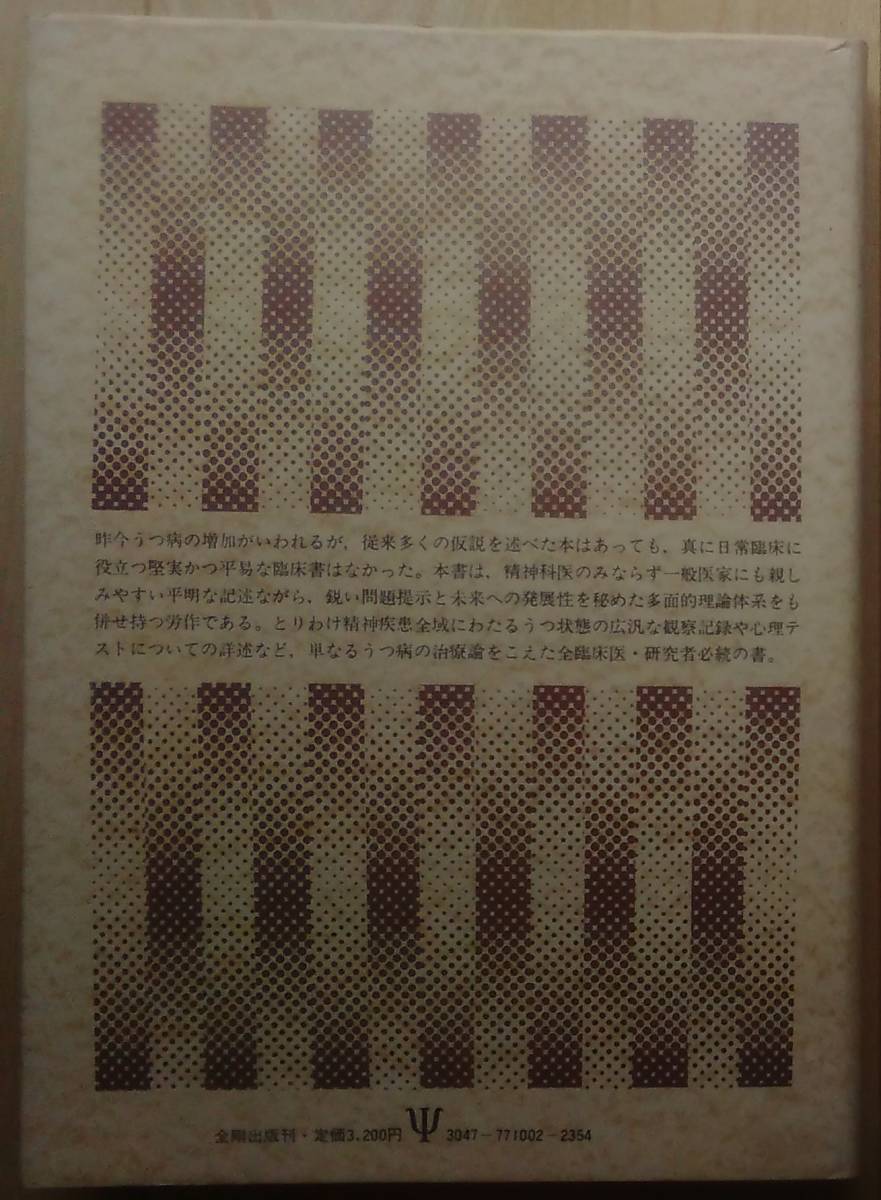 昨今うつ病の増加がいわれるが，従来多くの仮説を述べた本はあっても，真に日常臨床に
役立つ堅実かつ平易な臨床書はなかった。本書は，精神科医のみならず一般医家にも親し
みやすい平明な記述ながら，鋭い問題提示と未来への発展性を秘めた多面的理論体系をも
併せ持つ労作である。とりわけ精神疾患全域にわたるうつ状態の広汎な観察記録や心理テ
ストについての詳述など，単なるうつ病の治療論をこえた全臨床医・研究者必読の書。
金剛出版刊・定価3,200円 Ψ 3047－771002－2354